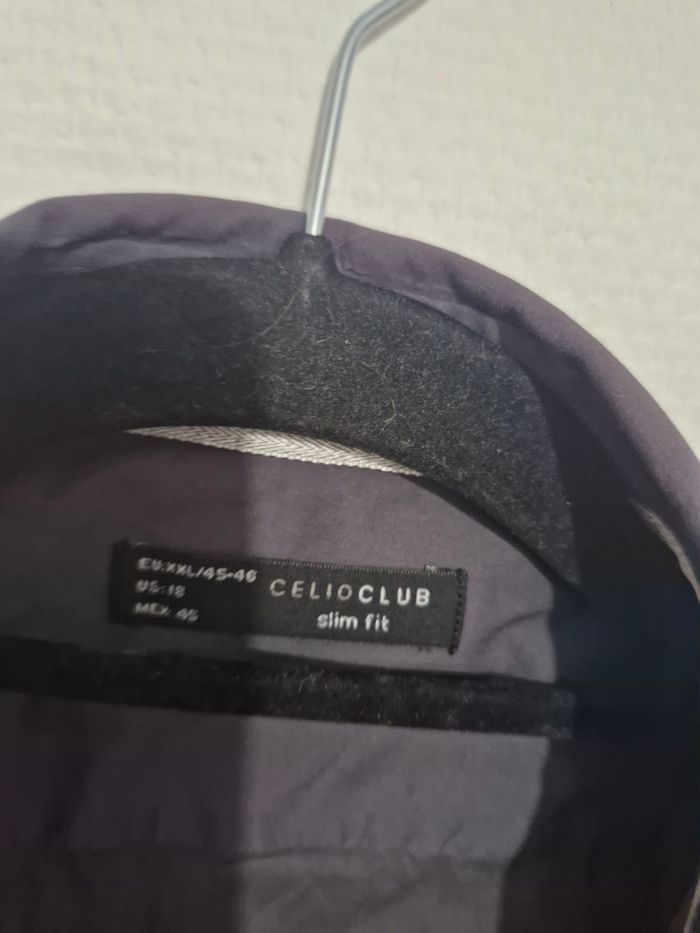 EU:XXL/45-46
US:18
MEX: 45
CELIOCLUB
slim fit